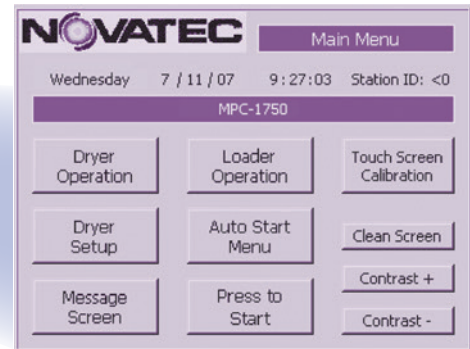 NOVATEC
Main Menu
Wednesday 7 / 11 / 07 9 : 27 : 03 Station ID: <0
MPC-1750
Dryer
Operation
Loader
Operation
Touch Screen
Calibration
Dryer
Setup
Auto Start
Menu
Clean Screen
Message
Screen
Press to
Start
Contrast +
Contrast -